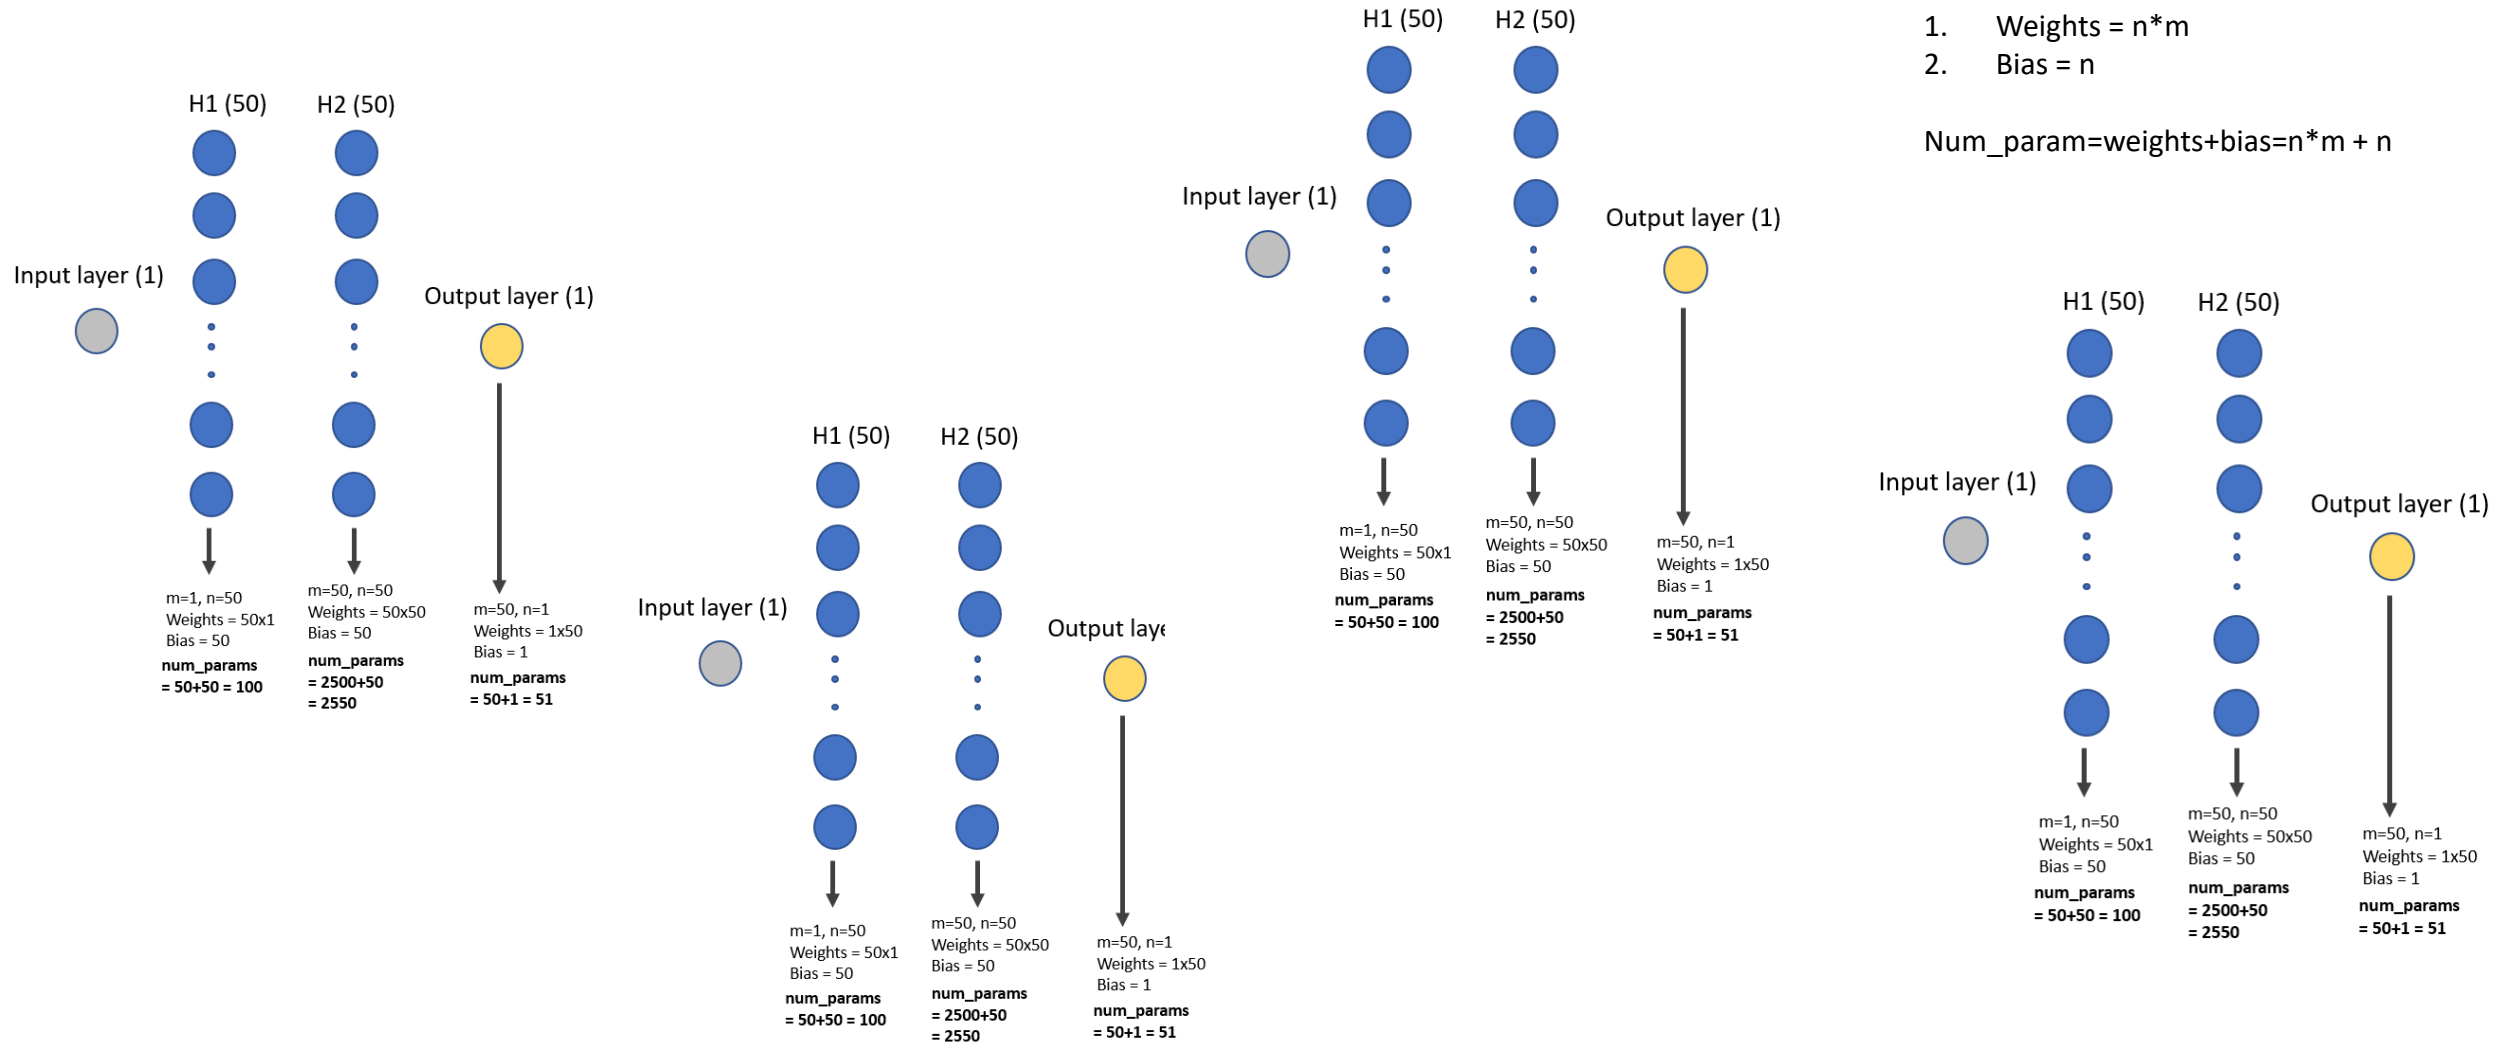 H1 (50)
H2 (50)
Input layer (1)
Output layer (1)
m=1, n=50
Weights = 50x1
Bias = 50
num_params
= 50+50 = 100
m=50, n=50
Weights = 50x50
Bias = 50
num_params
= 2500+50
= 2550
m=50, n=1
Weights = 1x50
Bias = 1
num_params
= 50+1 = 51
H1 (50)
H2 (50)
Input layer (1)
Output laye
m=1, n=50
Weights = 50x1
Bias = 50
num_params
= 50+50 = 100
m=50, n=50
Weights = 50x50
Bias = 50
num_params
= 2500+50
= 2550
m=50, n=1
Weights = 1x50
Bias = 1
num_params
= 50+1 = 51
H1 (50)
H2 (50)
Input layer (1)
Output layer (1)
m=1, n=50
Weights = 50x1
Bias = 50
num_params
= 50+50 = 100
m=50, n=50
Weights = 50x50
Bias = 50
num_params
= 2500+50
= 2550
m=50, n=1
Weights = 1x50
Bias = 1
num_params
= 50+1 = 51
1. Weights = n*m
2. Bias = n
Num_param=weights+bias=n*m + n
H1 (50)
H2 (50)
Input layer (1)
Output layer (1)
m=1, n=50
Weights = 50x1
Bias = 50
num_params
= 50+50 = 100
m=50, n=50
Weights = 50x50
Bias = 50
num_params
= 2500+50
= 2550
m=50, n=1
Weights = 1x50
Bias = 1
num_params
= 50+1 = 51